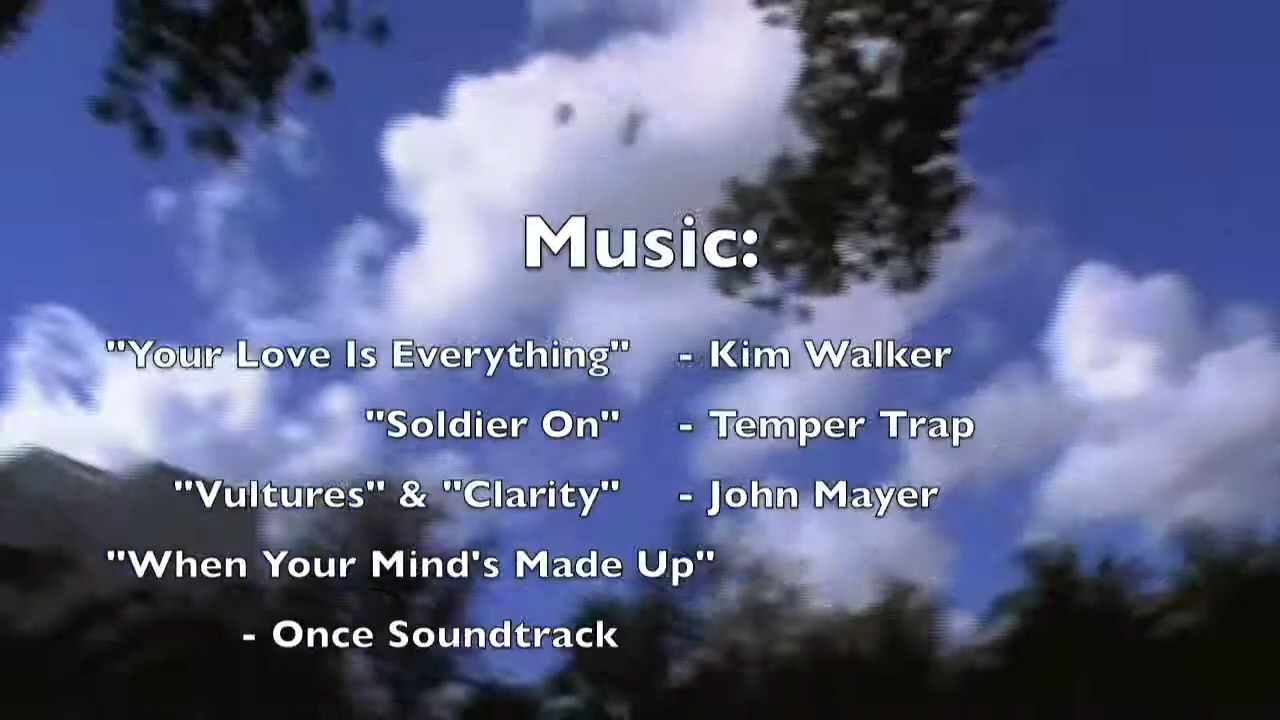 Music:
"Your Love Is Everything" - Kim Walker
"Soldier On" - Temper Trap
"Vultures" & "Clarity" - John Mayer
"When Your Mind's Made Up"
- Once Soundtrack